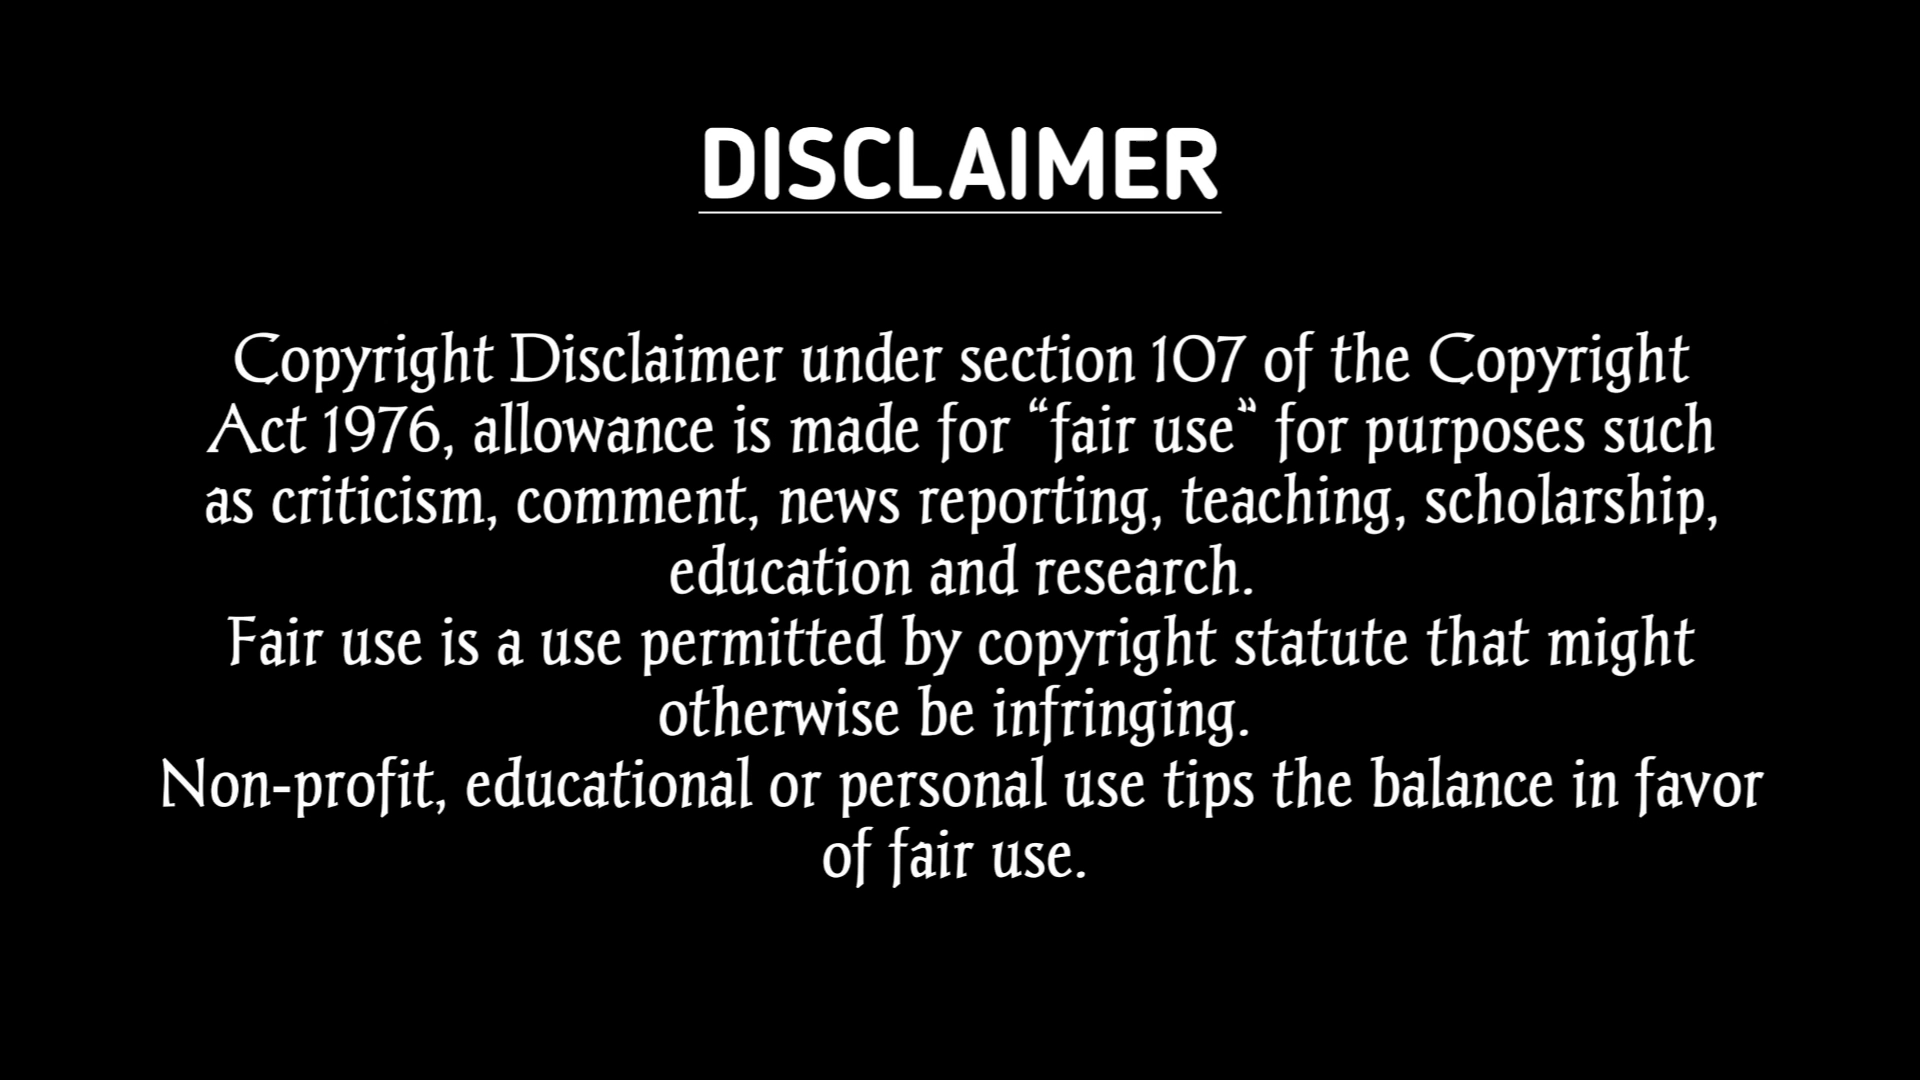 DISCLAIMER
Copyright Disclaimer under section 107 of the Copyright
Act 1976, allowance is made for “fair use” for purposes such
as criticism, comment, news reporting, teaching, scholarship,
education and research.
Fair use is a use permitted by copyright statute that might
otherwise be infringing.
Non-profit, educational or personal use tips the balance in favor
of fair use.